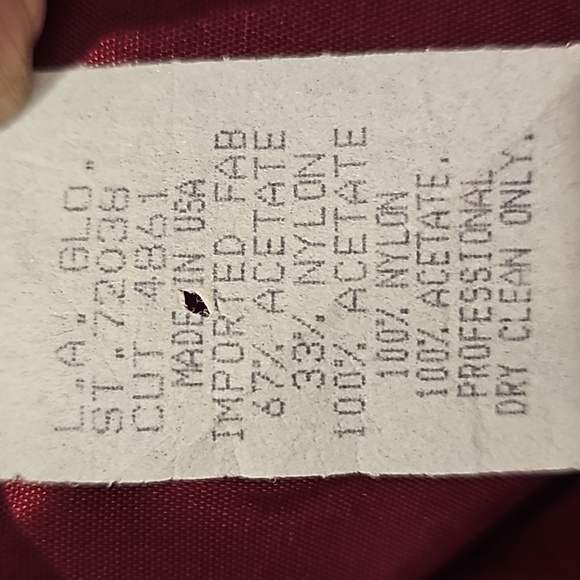 L.A. GLO.
ST.72038
CUT 4861
MADE IN USA
IMPORTED FAB
67% ACETATE
33% NYLON
100% ACETATE
100% NYLON
100% ACETATE.
PROFESSIONAL
DRY CLEAN ONLY.